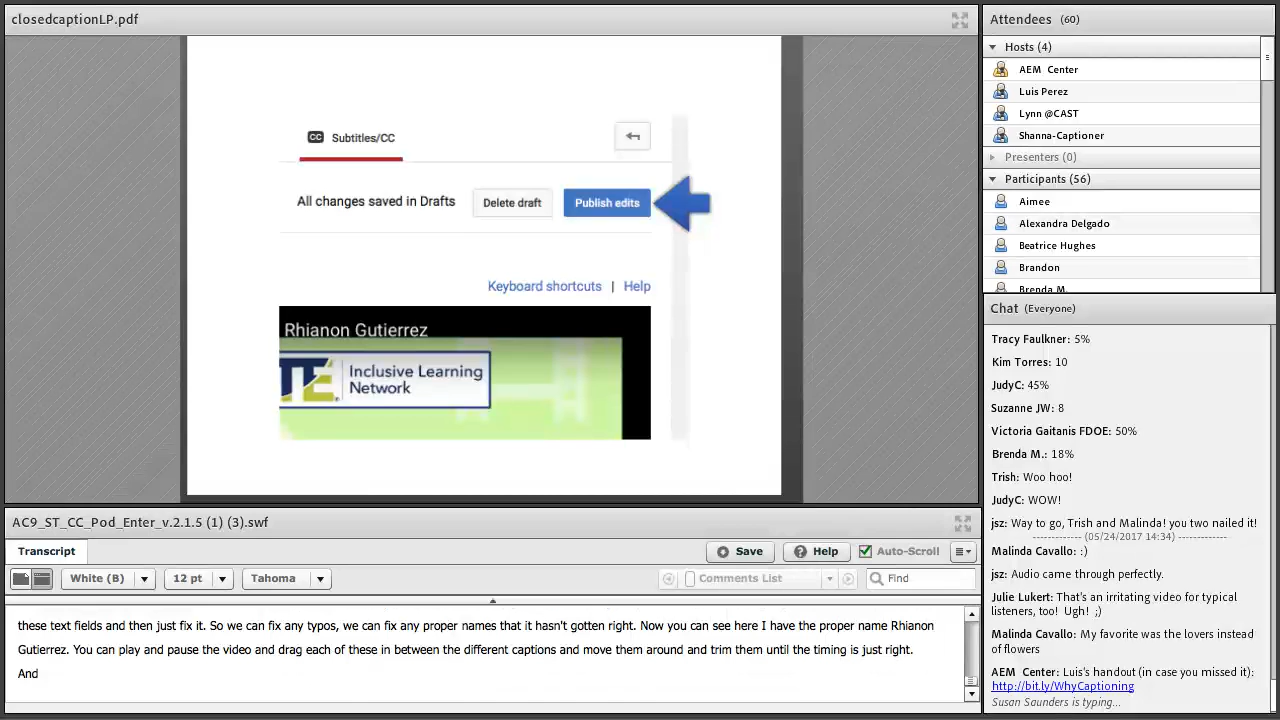 closedcaptionLP.pdf
CC Subtitles/CC
All changes saved in Drafts
Delete draft
Publish edits
Keyboard shortcuts | Help
Rhianon Gutierrez
TE
Inclusive Learning
Network
AC9_ST_CC_Pod_Enter_v.2.1.5 (1) (3).swf
Transcript
Save
Help
Auto-Scroll
White (B)
12 pt
Tahoma
Comments List
Find
these text fields and then just fix it. So we can fix any typos, we can fix any proper names that it hasn't gotten right. Now you can see here I have the proper name Rhianon
Gutierrez. You can play and pause the video and drag each of these in between the different captions and move them around and trim them until the timing is just right.
And
Attendees (60)
Hosts (4)
AEM Center
Luis Perez
Lynn @CAST
Shanna-Captioner
Presenters (0)
Participants (56)
Aimee
Alexandra Delgado
Beatrice Hughes
Brandon
Brenda M.
Chat (Everyone)
Tracy Faulkner: 5%
Kim Torres: 10
JudyC: 45%
Suzanne JW: 8
Victoria Gaitanis FDOE: 50%
Brenda M.: 18%
Trish: Woo hoo!
JudyC: WOW!
jsz: Way to go, Trish and Malinda! you two nailed it!
------------- (05/24/2017 14:34) -------------
Malinda Cavallo: :)
jsz: Audio came through perfectly.
Julie Lukert: That's an irritating video for typical
listeners, too! Ugh! ;)
Malinda Cavallo: My favorite was the lovers instead
of flowers
AEM Center: Luis's handout (in case you missed it):
http://bit.ly/WhyCaptioning
Susan Saunders is typing...